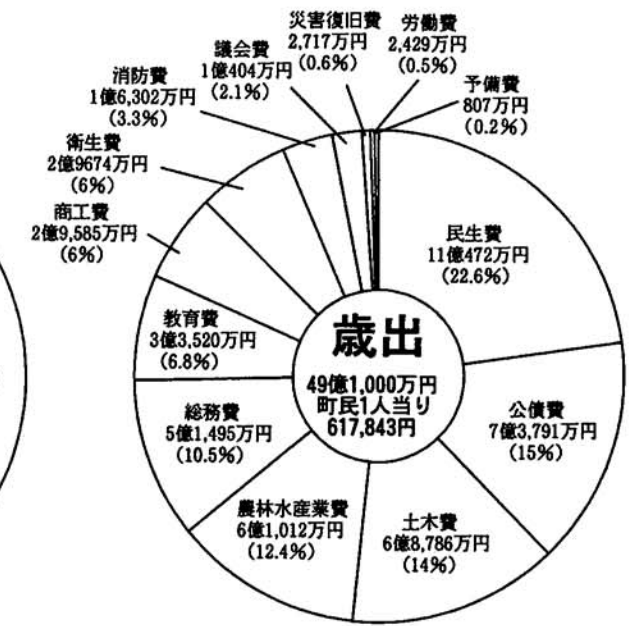 歳出
49億1,000万円
町民1人当り
617,843円
民生費
11億472万円
(22.6%)
公債費
7億3,791万円
(15%)
土木費
6億8,786万円
(14%)
農林水産業費
6億1,012万円
(12.4%)
総務費
5億1,495万円
(10.5%)
教育費
3億3,520万円
(6.8%)
商工費
2億9,585万円
(6%)
衛生費
2億9674万円
(6%)
消防費
1億6,302万円
(3.3%)
議会費
1億404万円
(2.1%)
災害復旧費
2,717万円
(0.6%)
労働費
2,429万円
(0.5%)
予備費
807万円
(0.2%)